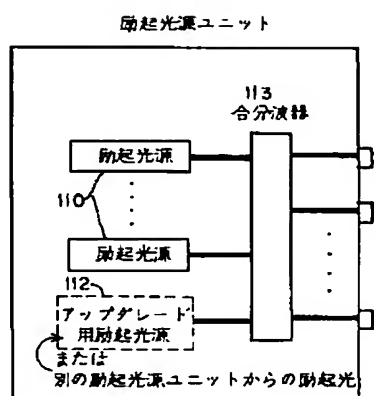 励起光源ユニット
113
合分波器
励起光源
110
励起光源
112
アップグレード
用励起光源
または
別の励起光源ユニットからの励起光